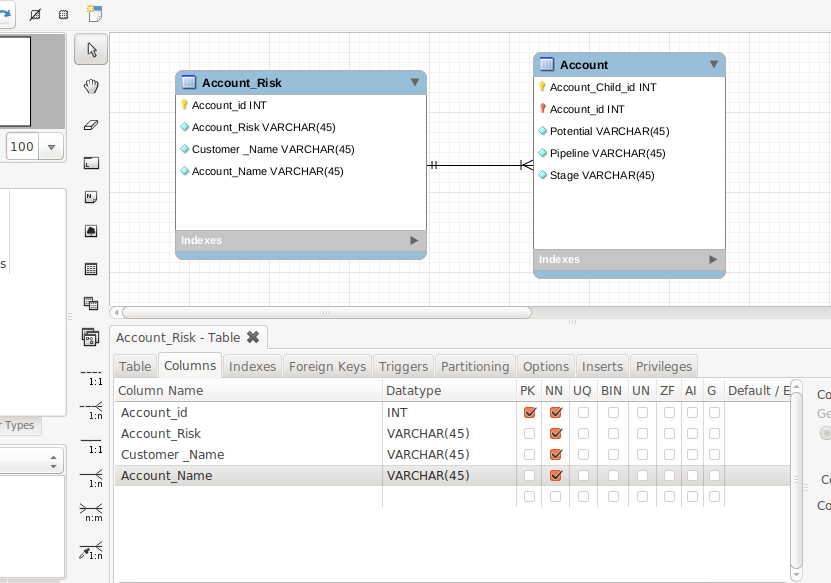 Account_Risk
Account_id INT
Account_Risk VARCHAR(45)
Customer _Name VARCHAR(45)
Account_Name VARCHAR(45)
Indexes
Account
Account_Child_id INT
Account_id INT
Potential VARCHAR(45)
Pipeline VARCHAR(45)
Stage VARCHAR(45)
Indexes
100
s
r Types
1:1
1:n
1:1
1:n
n:m
1:n
Account_Risk - Table
Table Columns Indexes Foreign Keys Triggers Partitioning Options Inserts Privileges
Column Name Datatype PK NN UQ BIN UN ZF AI G Default / E
Account_id INT
Account_Risk VARCHAR(45)
Customer _Name VARCHAR(45)
Account_Name VARCHAR(45)
Co
Ge
Co
Co